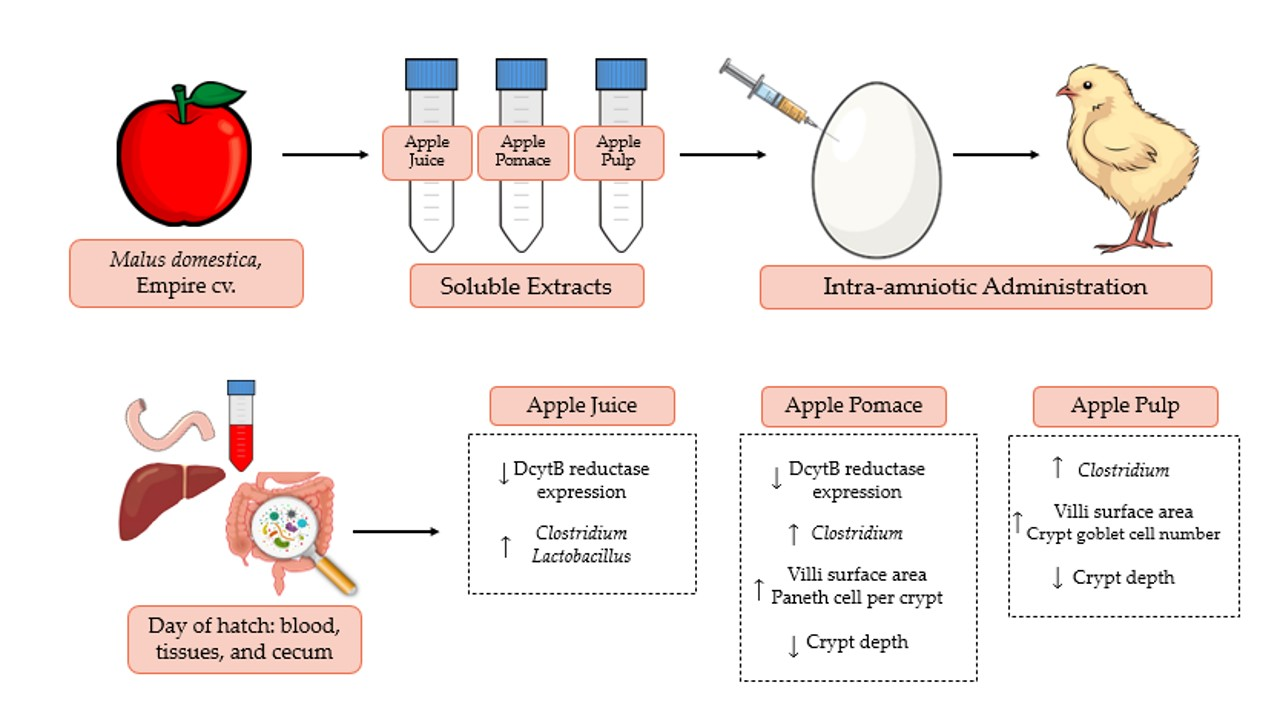 Apple
Juice
Apple
Pomace
Apple
Pulp
Malus domestica,
Empire cv.
Soluble Extracts
Intra-amniotic Administration
Day of hatch: blood,
tissues, and cecum
Apple Juice
↓ DcytB reductase
expression
↑ Clostridium
Lactobacillus
Apple Pomace
↓ DcytB reductase
expression
↑ Clostridium
↑ Villi surface area
Paneth cell per crypt
↓ Crypt depth
Apple Pulp
↑ Clostridium
↑ Villi surface area
Crypt goblet cell number
↓ Crypt depth